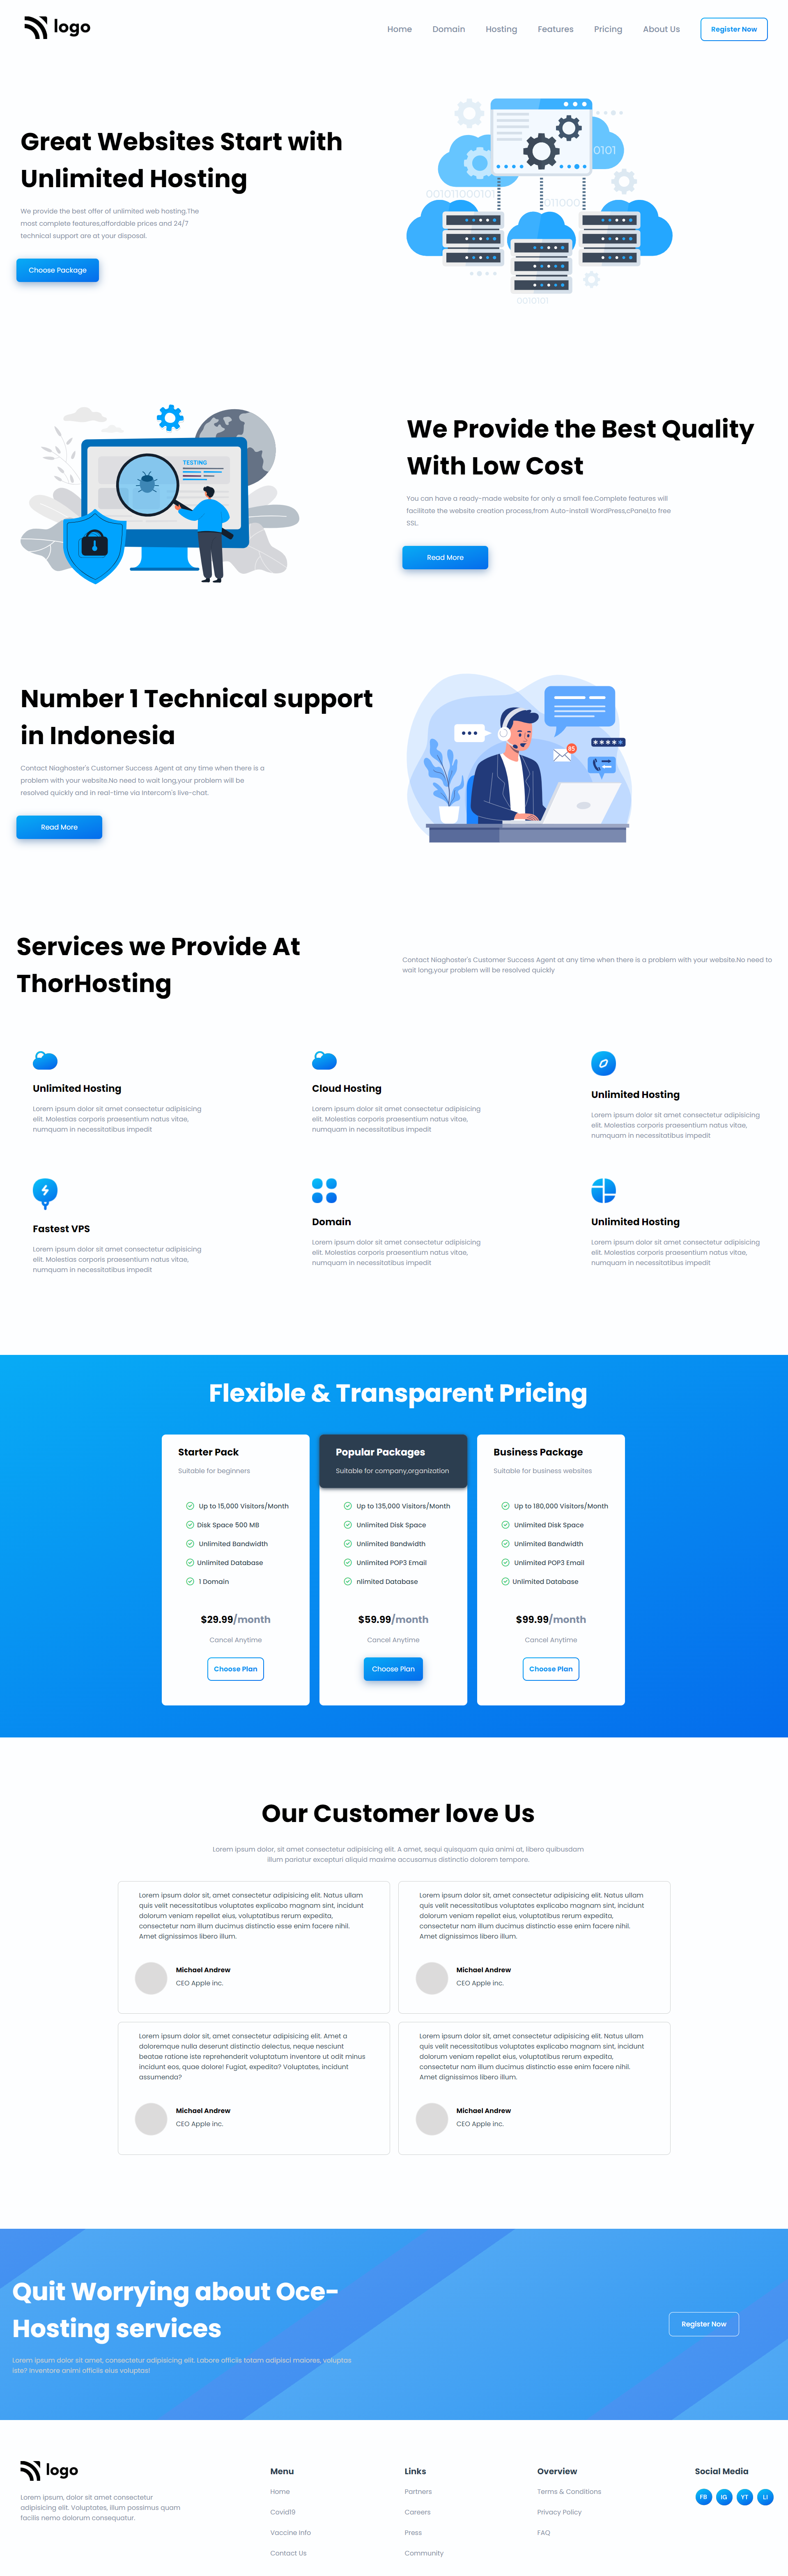 logo
Home Domain Hosting Features Pricing About Us Register Now
Great Websites Start with
Unlimited Hosting
We provide the best offer of unlimited web hosting.The
most complete features,affordable prices and 24/7
technical support are at your disposal.
Choose Package
0101
001011000101
011000
0010101
TESTING
We Provide the Best Quality
With Low Cost
You can have a ready-made website for only a small fee.Complete features will
facilitate the website creation process,from Auto-install WordPress,cPanel,to free
SSL.
Read More
Number 1 Technical support
in Indonesia
Contact Niaghoster's Customer Success Agent at any time when there is a
problem with your website.No need to wait long,your problem will be
resolved quickly and in real-time via Intercom's live-chat.
Read More
85
*****
Services we Provide At
ThorHosting
Contact Niaghoster's Customer Success Agent at any time when there is a problem with your website.No need to
wait long,your problem will be resolved quickly
Unlimited Hosting
Lorem ipsum dolor sit amet consectetur adipisicing
elit. Molestias corporis praesentium natus vitae,
numquam in necessitatibus impedit
Cloud Hosting
Lorem ipsum dolor sit amet consectetur adipisicing
elit. Molestias corporis praesentium natus vitae,
numquam in necessitatibus impedit
Unlimited Hosting
Lorem ipsum dolor sit amet consectetur adipisicing
elit. Molestias corporis praesentium natus vitae,
numquam in necessitatibus impedit
Fastest VPS
Lorem ipsum dolor sit amet consectetur adipisicing
elit. Molestias corporis praesentium natus vitae,
numquam in necessitatibus impedit
Domain
Lorem ipsum dolor sit amet consectetur adipisicing
elit. Molestias corporis praesentium natus vitae,
numquam in necessitatibus impedit
Unlimited Hosting
Lorem ipsum dolor sit amet consectetur adipisicing
elit. Molestias corporis praesentium natus vitae,
numquam in necessitatibus impedit
Flexible & Transparent Pricing
Starter Pack
Suitable for beginners
Up to 15,000 Visitors/Month
Disk Space 500 MB
Unlimited Bandwidth
Unlimited Database
1 Domain
$29.99/month
Cancel Anytime
Choose Plan
Popular Packages
Suitable for company,organization
Up to 135,000 Visitors/Month
Unlimited Disk Space
Unlimited Bandwidth
Unlimited POP3 Email
nlimited Database
$59.99/month
Cancel Anytime
Choose Plan
Business Package
Suitable for business websites
Up to 180,000 Visitors/Month
Unlimited Disk Space
Unlimited Bandwidth
Unlimited POP3 Email
Unlimited Database
$99.99/month
Cancel Anytime
Choose Plan
Our Customer love Us
Lorem ipsum dolor, sit amet consectetur adipisicing elit. A amet, sequi quisquam quia animi at, libero quibusdam
illum pariatur excepturi aliquid maxime accusamus distinctio dolorem tempore.
Lorem ipsum dolor sit, amet consectetur adipisicing elit. Natus ullam
quis velit necessitatibus voluptates explicabo magnam sint, incidunt
dolorum veniam repellat eius, voluptatibus rerum expedita,
consectetur nam illum ducimus distinctio esse enim facere nihil.
Amet dignissimos libero illum.
Michael Andrew
CEO Apple inc.
Lorem ipsum dolor sit, amet consectetur adipisicing elit. Natus ullam
quis velit necessitatibus voluptates explicabo magnam sint, incidunt
dolorum veniam repellat eius, voluptatibus rerum expedita,
consectetur nam illum ducimus distinctio esse enim facere nihil.
Amet dignissimos libero illum.
Michael Andrew
CEO Apple inc.
Lorem ipsum dolor sit, amet consectetur adipisicing elit. Amet a
doloremque nulla deserunt distinctio delectus, neque nesciunt
beatae ratione iste reprehenderit voluptatum inventore ut odit minus
incidunt eos, quae dolore! Fugiat, expedita? Voluptates, incidunt
assumenda?
Michael Andrew
CEO Apple inc.
Lorem ipsum dolor sit, amet consectetur adipisicing elit. Natus ullam
quis velit necessitatibus voluptates explicabo magnam sint, incidunt
dolorum veniam repellat eius, voluptatibus rerum expedita,
consectetur nam illum ducimus distinctio esse enim facere nihil.
Amet dignissimos libero illum.
Michael Andrew
CEO Apple inc.
Quit Worrying about Oce-
Hosting services
Lorem ipsum dolor sit amet, consectetur adipisicing elit. Labore officiis totam adipisci maiores, voluptas
iste? Inventore animi officiis eius voluptas!
Register Now
logo
Lorem ipsum, dolor sit amet consectetur
adipisicing elit. Voluptates, illum possimus quam
facilis nemo dolorum consequatur.
Menu
Home
Covid19
Vaccine Info
Contact Us
Links
Partners
Careers
Press
Community
Overview
Terms & Conditions
Privacy Policy
FAQ
Social Media
FB IG YT LI